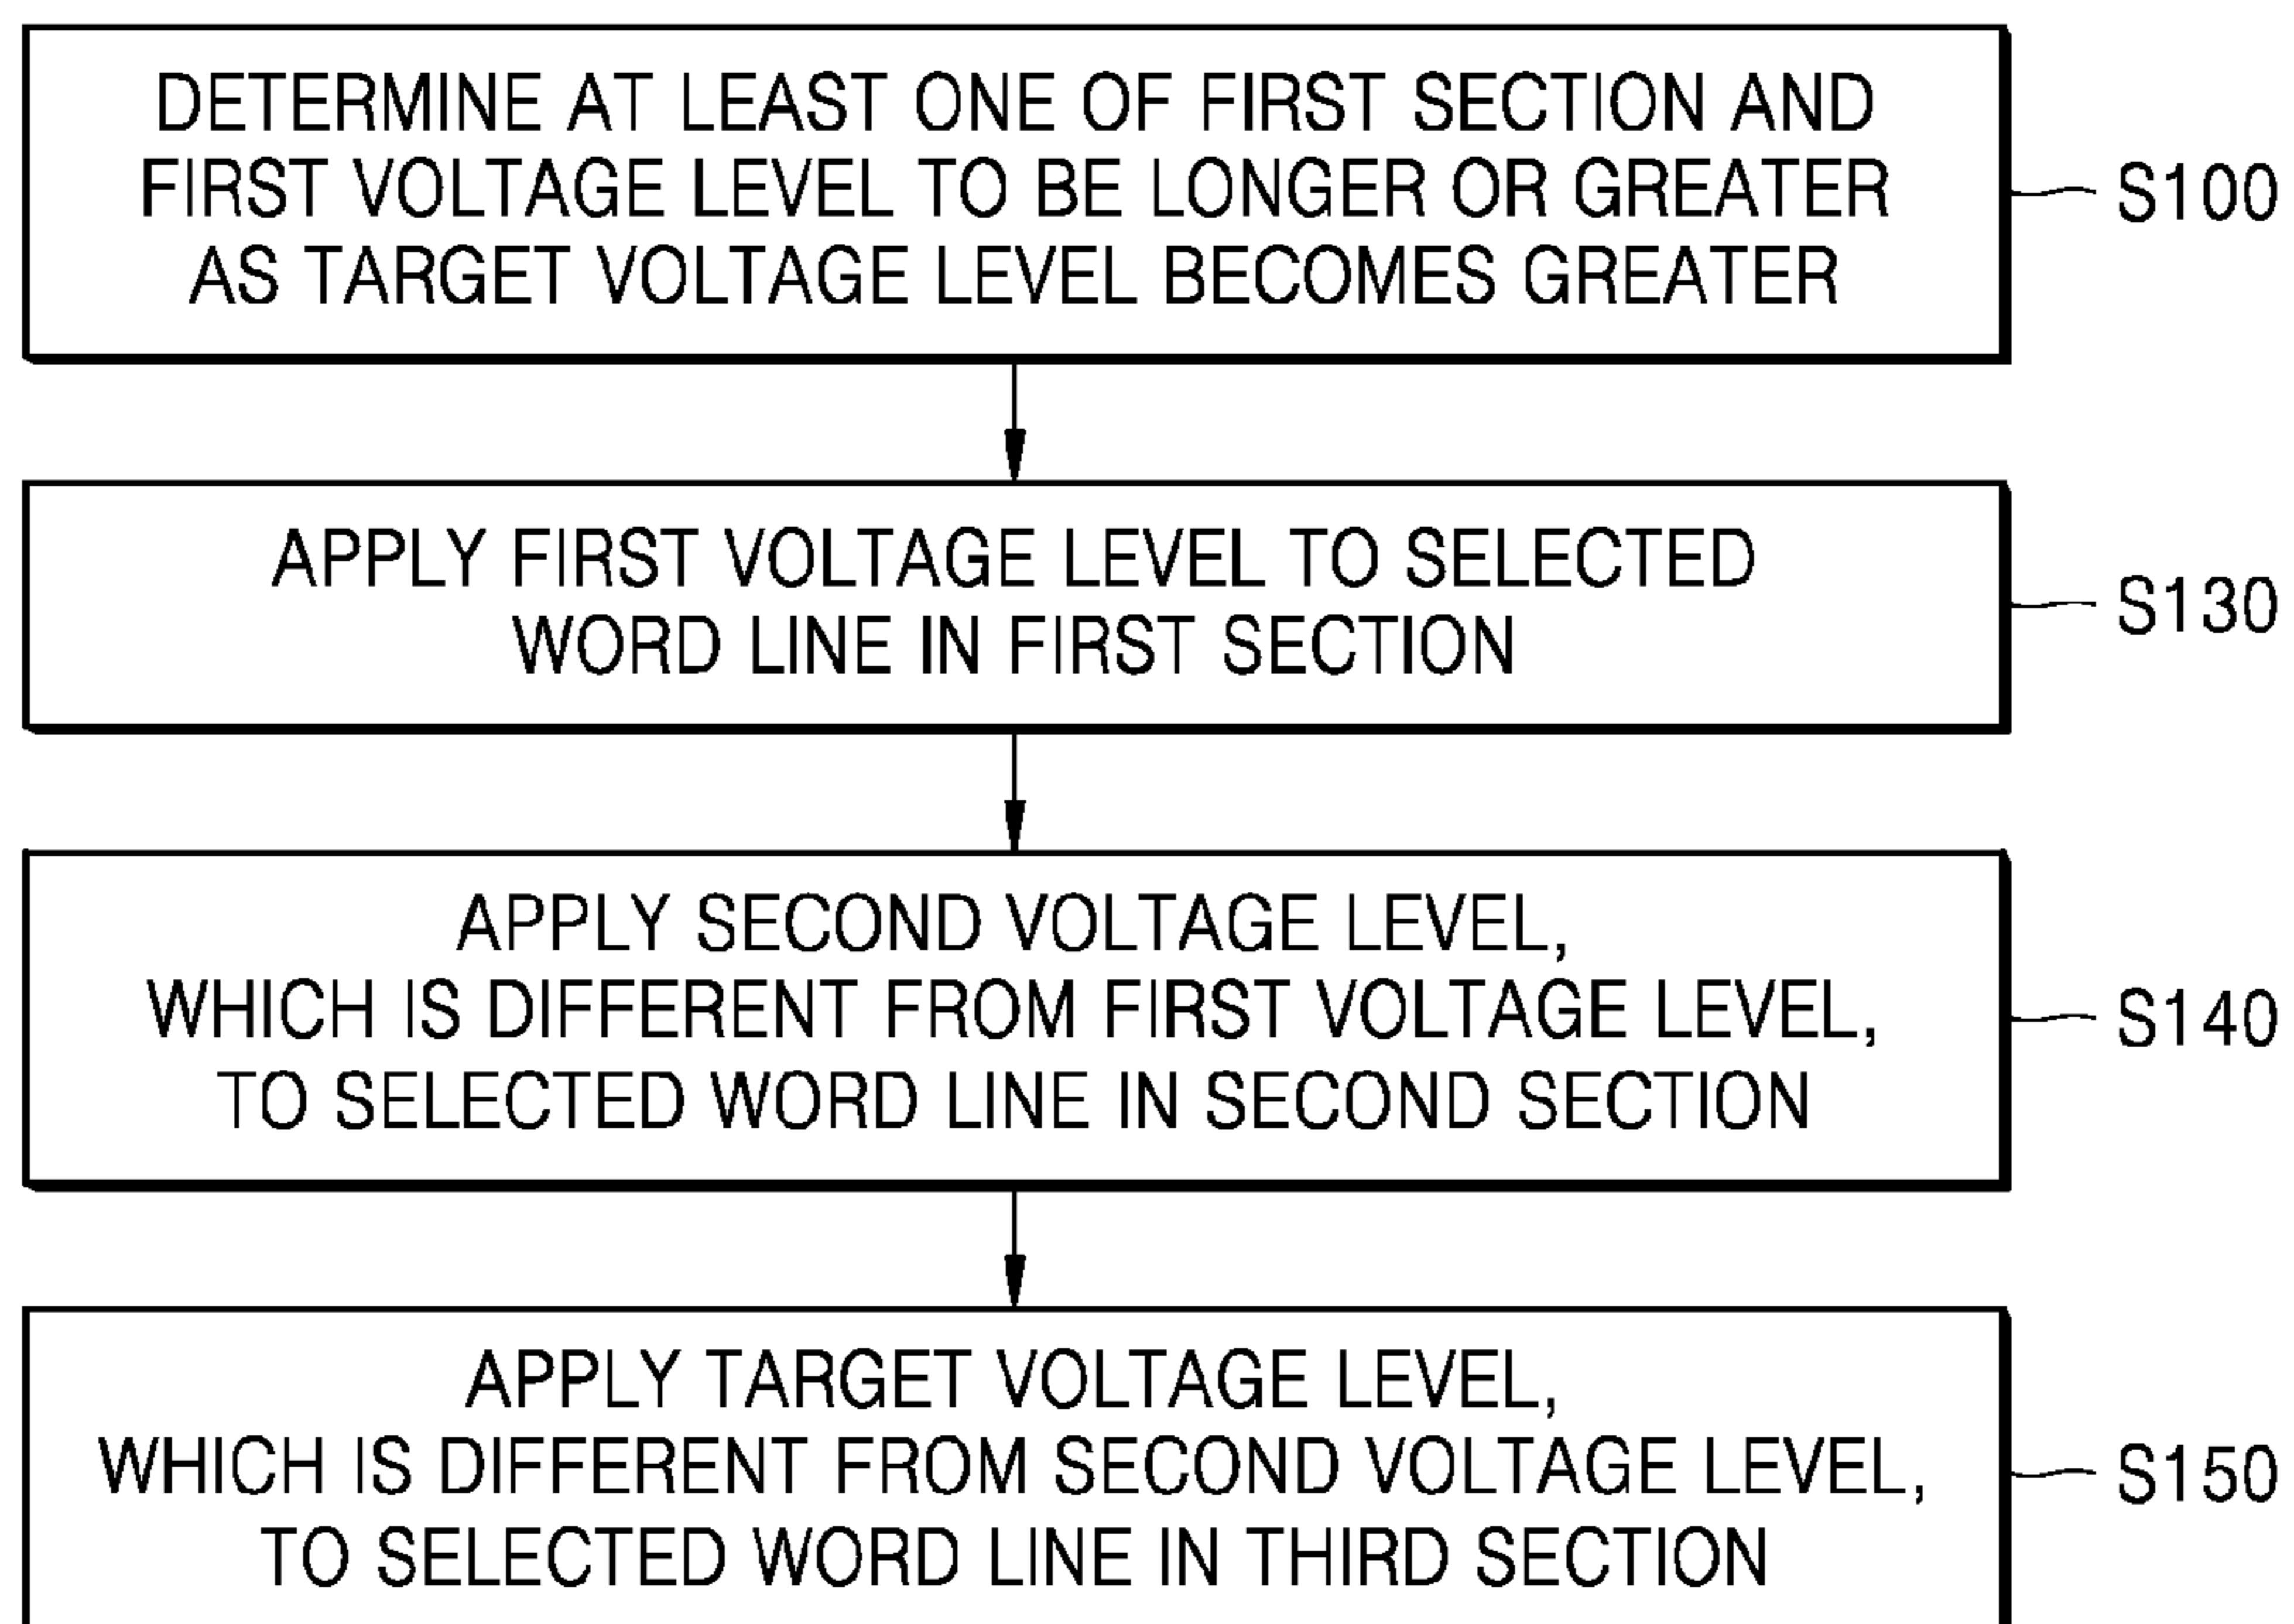 DETERMINE AT LEAST ONE OF FIRST SECTION AND
FIRST VOLTAGE LEVEL TO BE LONGER OR GREATER
AS TARGET VOLTAGE LEVEL BECOMES GREATER
S100
APPLY FIRST VOLTAGE LEVEL TO SELECTED
WORD LINE IN FIRST SECTION
S130
APPLY SECOND VOLTAGE LEVEL,
WHICH IS DIFFERENT FROM FIRST VOLTAGE LEVEL,
TO SELECTED WORD LINE IN SECOND SECTION
S140
APPLY TARGET VOLTAGE LEVEL,
WHICH IS DIFFERENT FROM SECOND VOLTAGE LEVEL,
TO SELECTED WORD LINE IN THIRD SECTION
S150